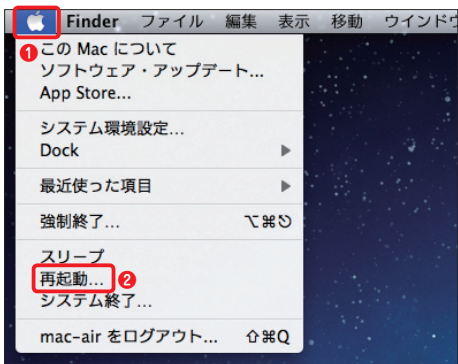 Finder ファイル 編集 表示 移動 ウインドウ
1 この Mac について
ソフトウェア・アップデート...
App Store...
システム環境設定...
Dock ▶
最近使った項目 ▶
強制終了... ⌥⌘⎋
スリープ
再起動... 2
システム終了...
mac-air をログアウト... ⇧⌘Q